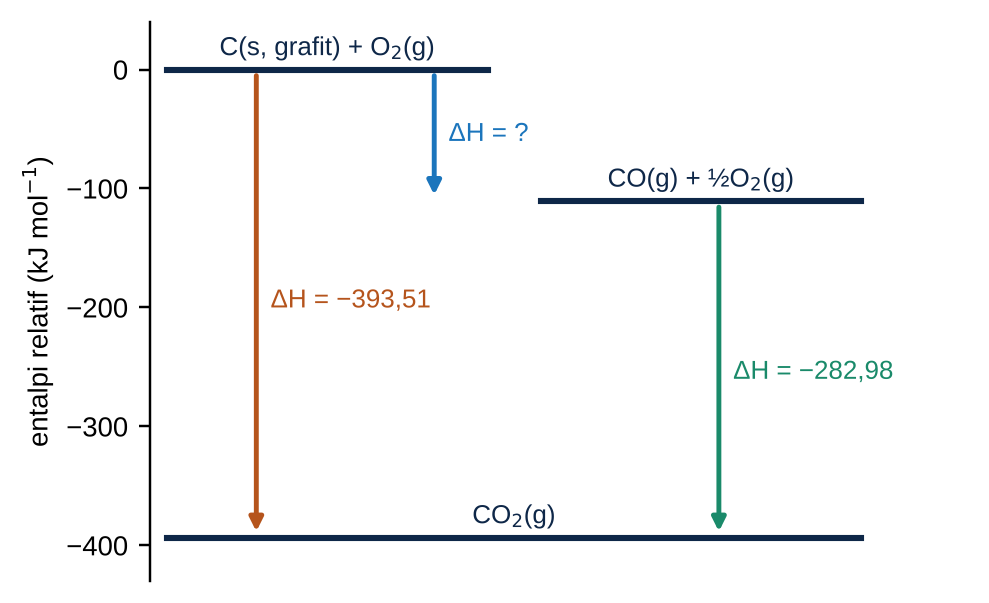 C(s, grafit) + O₂(g)
0
ΔH = ?
−100
CO(g) + ½O₂(g)
entalpi relatif (kJ mol⁻¹)
−200
ΔH = −393,51
ΔH = −282,98
−300
CO₂(g)
−400